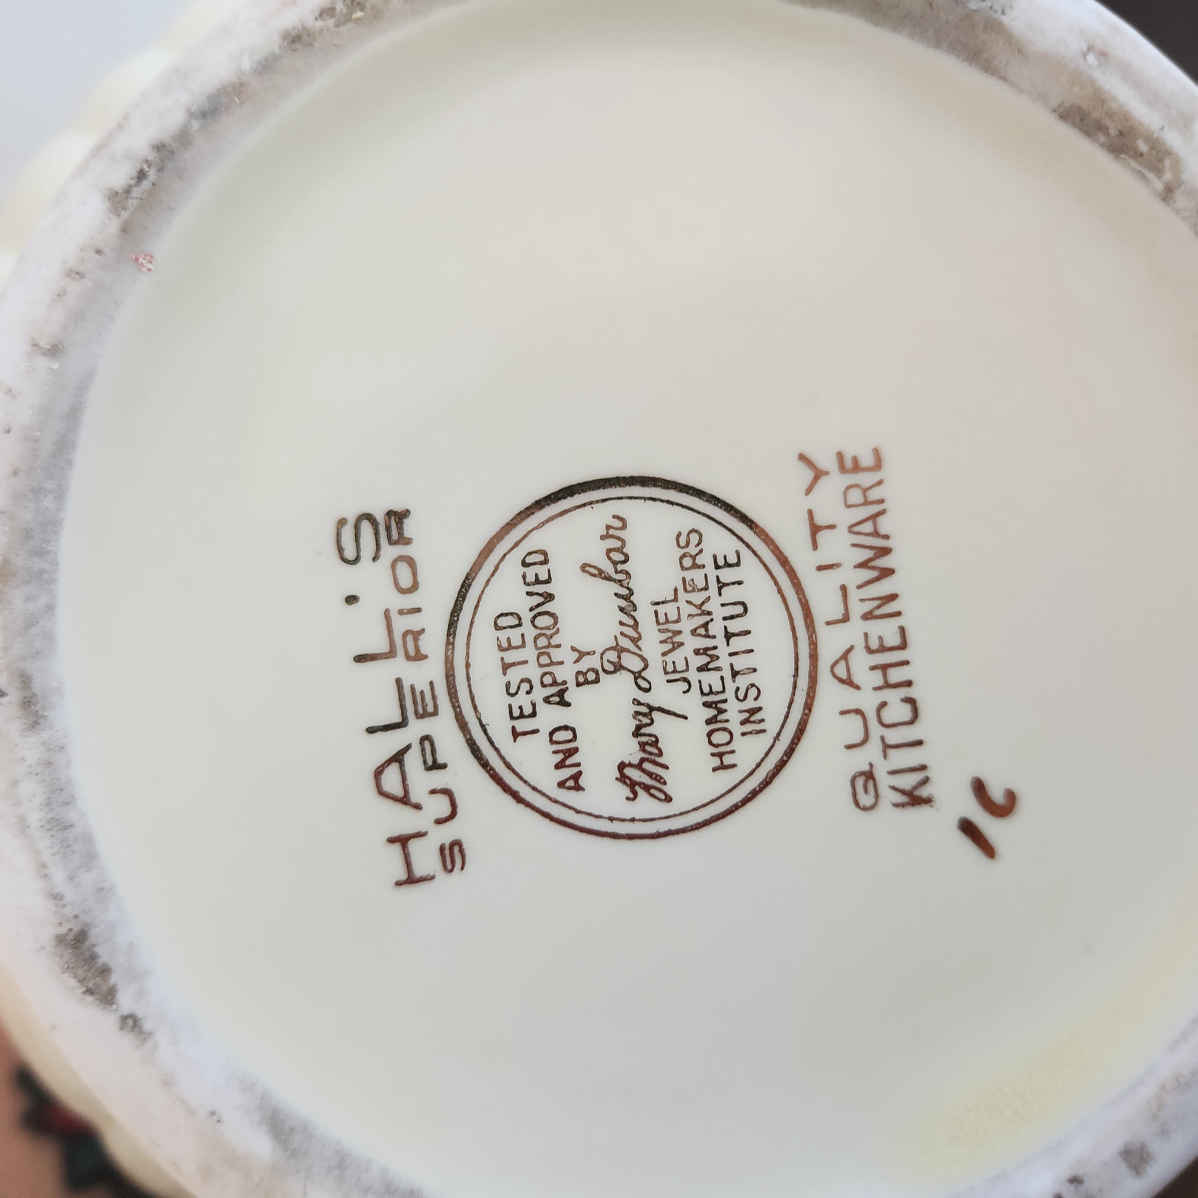 HALL'S
SUPERIOR
TESTED
AND APPROVED
BY
Mary Dunbar
JEWEL
HOMEMAKERS
INSTITUTE
QUALITY
KITCHENWARE
1C